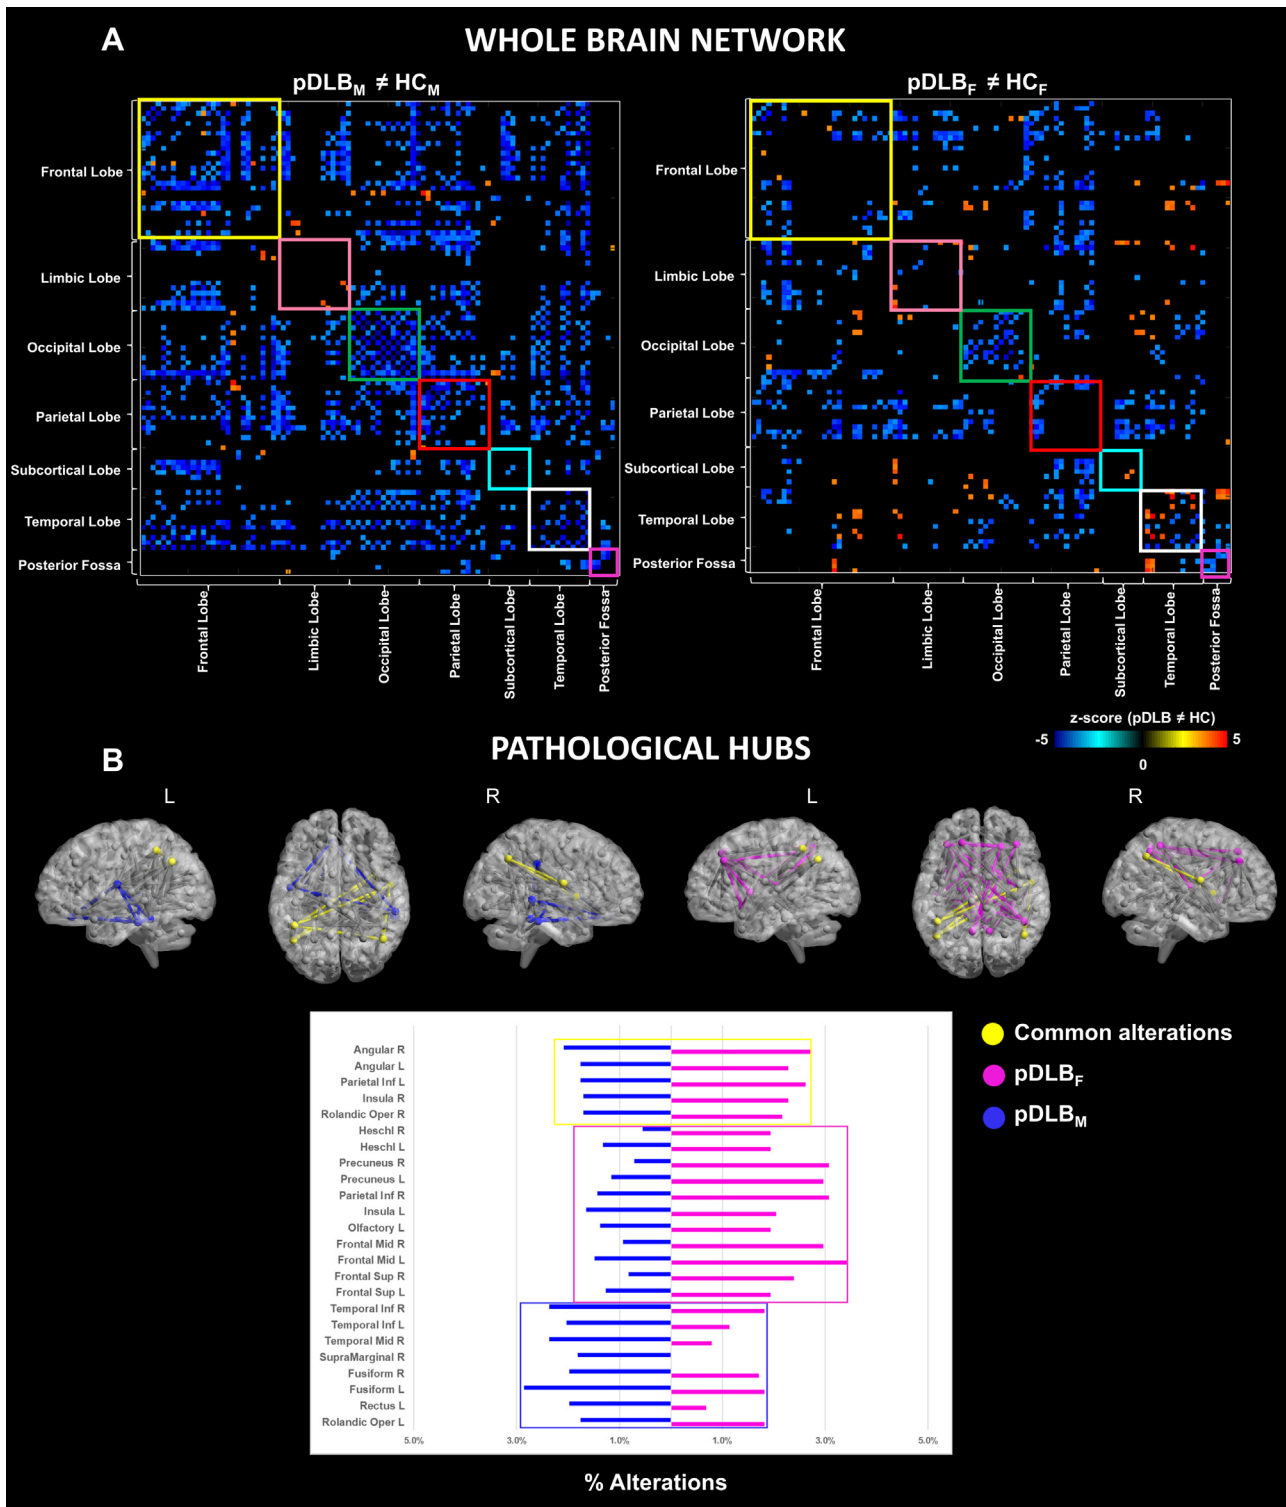 A
WHOLE BRAIN NETWORK
pDLBM ≠ HCM
pDLBF ≠ HCF
Frontal Lobe
Limbic Lobe
Occipital Lobe
Parietal Lobe
Subcortical Lobe
Temporal Lobe
Posterior Fossa
Frontal Lobe
Limbic Lobe
Occipital Lobe
Parietal Lobe
Subcortical Lobe
Temporal Lobe
Posterior Fossa
Frontal Lobe
Limbic Lobe
Occipital Lobe
Parietal Lobe
Subcortical Lobe
Temporal Lobe
Posterior Fossa
Frontal Lobe
Limbic Lobe
Occipital Lobe
Parietal Lobe
Subcortical Lobe
Temporal Lobe
Posterior Fossa
z-score (pDLB ≠ HC)
-5 5
0
B
PATHOLOGICAL HUBS
L R L R
Common alterations
pDLBF
pDLBM
Angular R
Angular L
Parietal Inf L
Insula R
Rolandic Oper R
Heschl R
Heschl L
Precuneus R
Precuneus L
Parietal Inf R
Insula L
Olfactory L
Frontal Mid R
Frontal Mid L
Frontal Sup R
Frontal Sup L
Temporal Inf R
Temporal Inf L
Temporal Mid R
SupraMarginal R
Fusiform R
Fusiform L
Rectus L
Rolandic Oper L
5.0% 3.0% 1.0% 1.0% 3.0% 5.0%
% Alterations